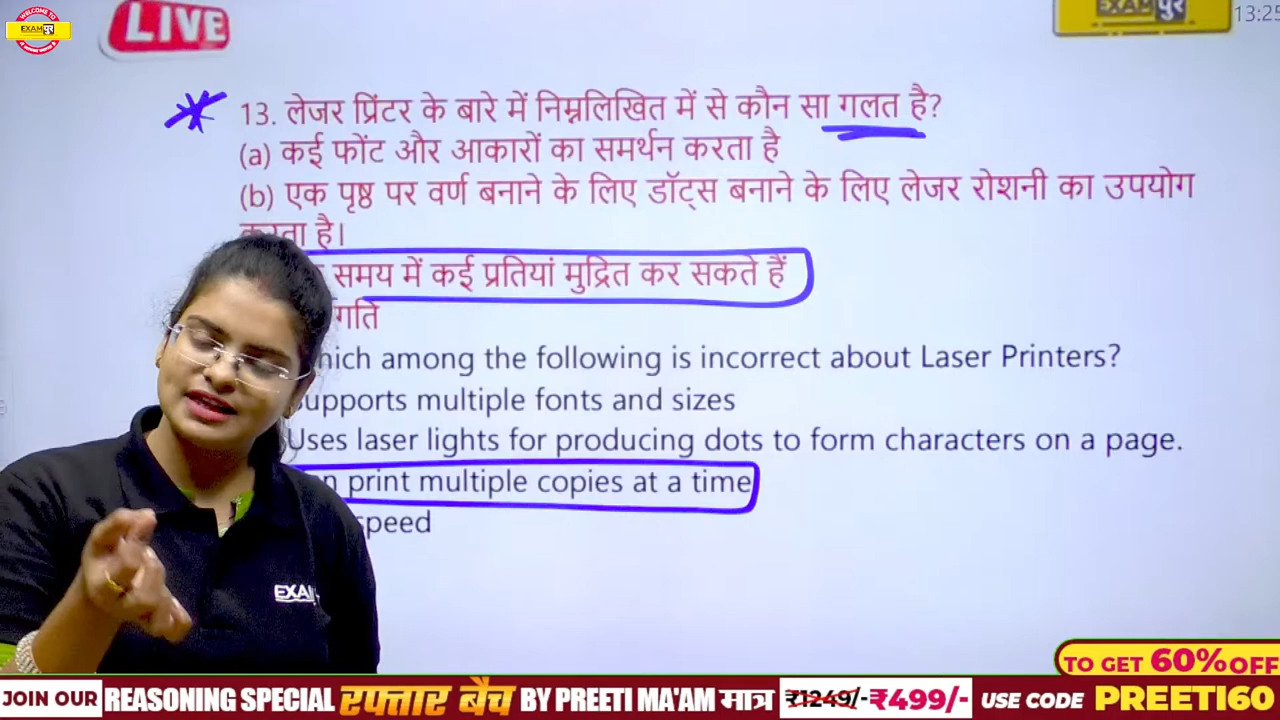 WELCOME TO
EXAMपुर
LIVE
EXAMपुर
13:25
13. लेजर प्रिंटर के बारे में निम्नलिखित में से कौन सा गलत है?
(a) कई फोंट और आकारों का समर्थन करता है
(b) एक पृष्ठ पर वर्ण बनाने के लिए डॉट्स बनाने के लिए लेजर रोशनी का उपयोग
करता है।
समय में कई प्रतियां मुद्रित कर सकते हैं
गति
hich among the following is incorrect about Laser Printers?
upports multiple fonts and sizes
Uses laser lights for producing dots to form characters on a page.
n print multiple copies at a time
speed
EXAM
TO GET 60% OFF
JOIN OUR REASONING SPECIAL रफ्तार बैच BY PREETI MA'AM मात्र ₹1249/- ₹499/- USE CODE PREETI60